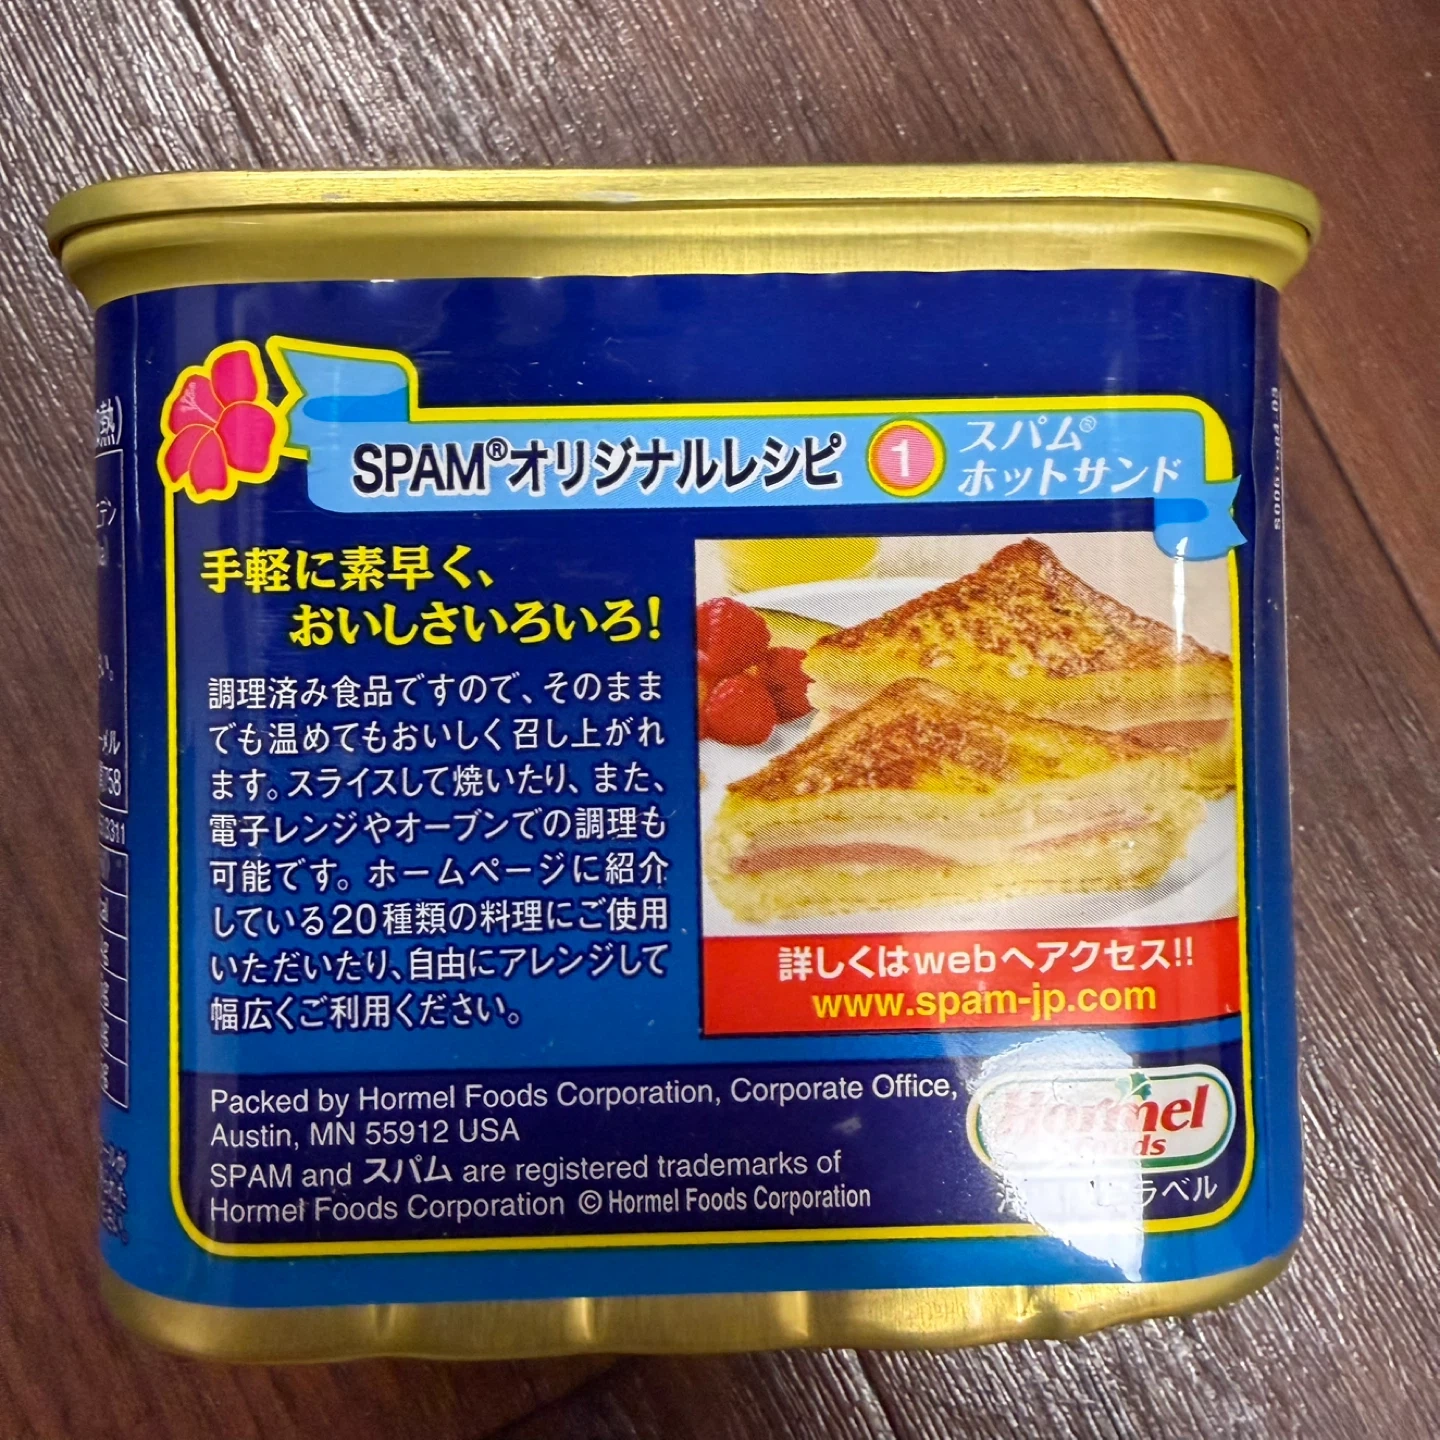 SPAM®オリジナルレシピ 1 スパム®
ホットサンド
手軽に素早く、
おいしさいろいろ!
調理済み食品ですので、そのまま
でも温めてもおいしく召し上がれ
ます。スライスして焼いたり、また、
電子レンジやオーブンでの調理も
可能です。ホームページに紹介
している20種類の料理にご使用
いただいたり、自由にアレンジして
幅広くご利用ください。
詳しくはwebへアクセス!!
www.spam-jp.com
Packed by Hormel Foods Corporation, Corporate Office,
Austin, MN 55912 USA
SPAM and スパム are registered trademarks of
Hormel Foods Corporation © Hormel Foods Corporation
Hormel
Foods
ラベル
熱)
メル
758
3311